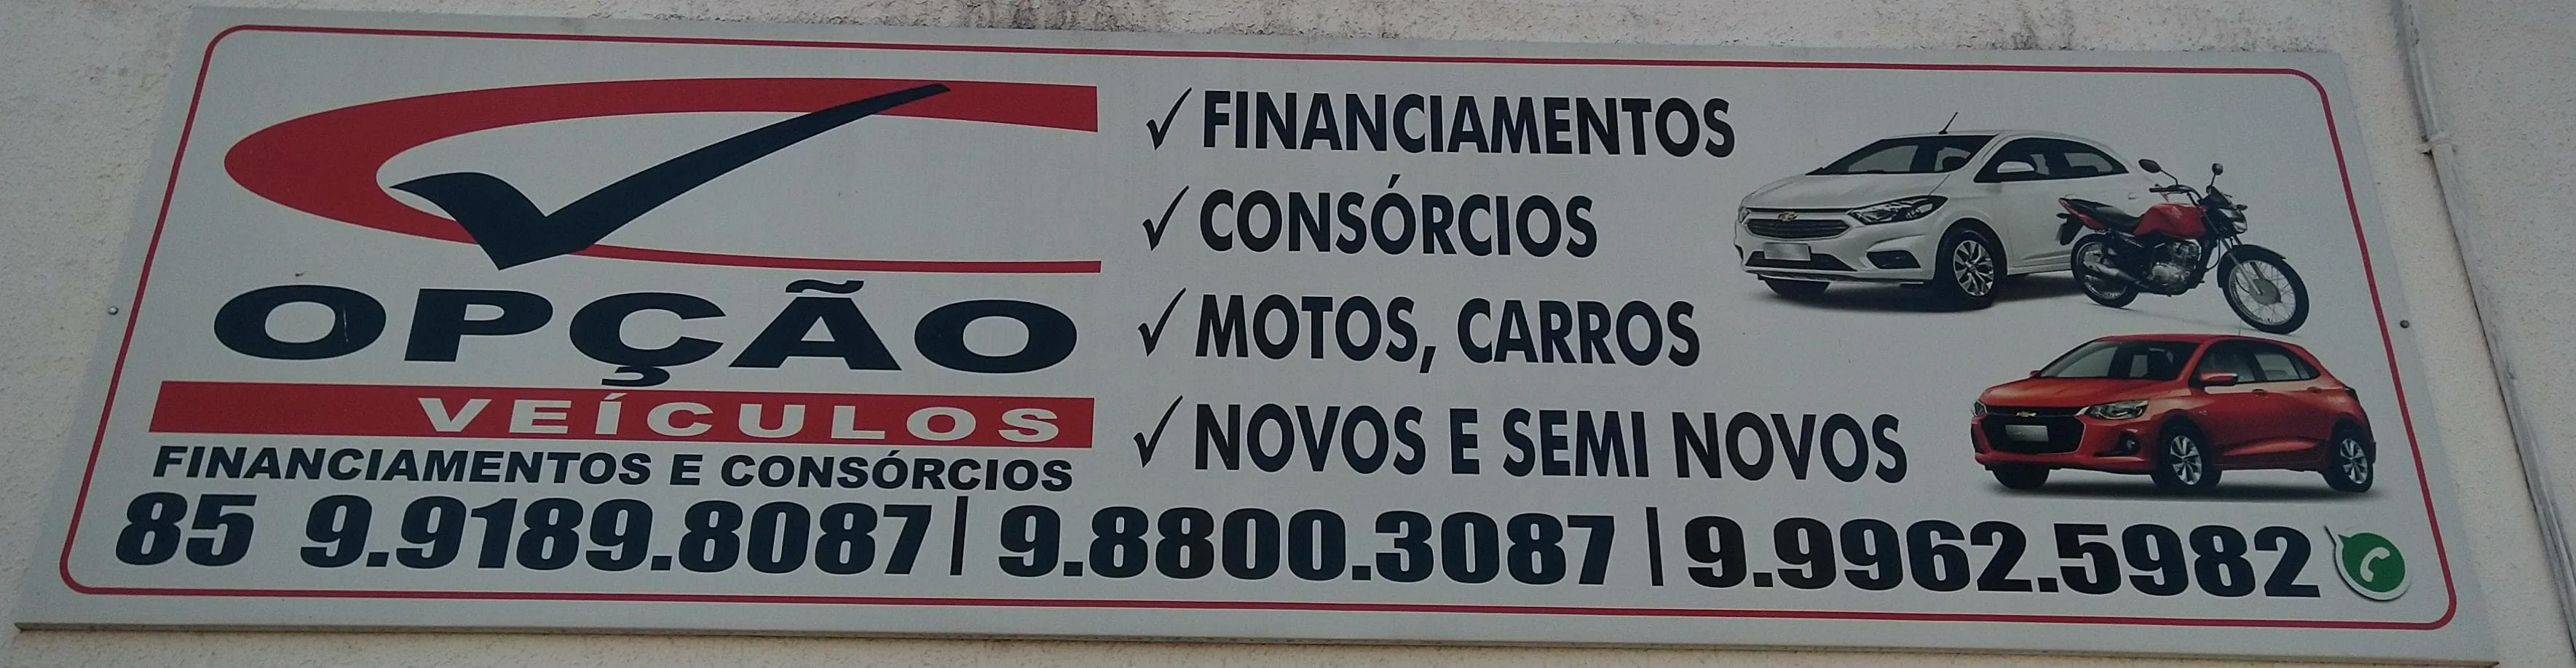 OPÇÃO
VEÍCULOS
FINANCIAMENTOS E CONSÓRCIOS
✓ FINANCIAMENTOS
✓ CONSÓRCIOS
✓ MOTOS, CARROS
✓ NOVOS E SEMI NOVOS
85 9.9189.8087 | 9.8800.3087 | 9.9962.5982